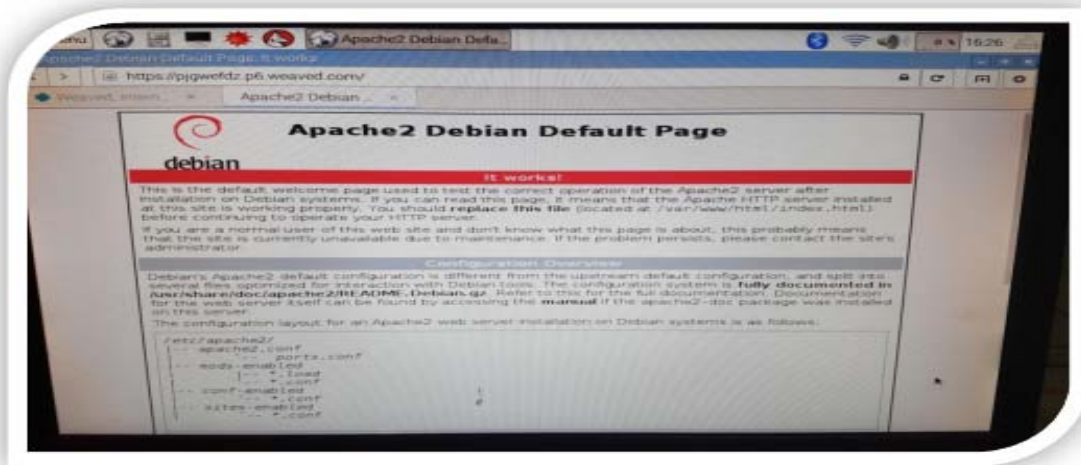 Menu
Apache2 Debian Defa...
16:26
Apache2 Debian Default Page: It works
https://pjgwefdz.p6.weaved.com/
Weaved,
Apache2 Debian ...
debian
Apache2 Debian Default Page
It works!
This is the default welcome page used to test the correct operation of the Apache2 server after
installation on Debian systems. If you can read this page, it means that the Apache HTTP server installed
at this site is working properly. You should replace this file (located at /var/www/html/index.html)
before continuing to operate your HTTP server.
If you are a normal user of this web site and don't know what this page is about, this probably means
that the site is currently unavailable due to maintenance. If the problem persists, please contact the site's
administrator.
Configuration Overview
Debian's Apache2 default configuration is different from the upstream default configuration, and split into
several files optimized for interaction with Debian tools. The configuration system is fully documented in
/usr/share/doc/apache2/README.Debian.gz. Refer to this for the full documentation. Documentation
for the web server itself can be found by accessing the manual if the apache2-doc package was installed
on this server.
The configuration layout for an Apache2 web server installation on Debian systems is as follows:
/etc/apache2/
|-- apache2.conf
|       `-- ports.conf
|-- mods-enabled
|       |-- *.load
|       `-- *.conf
|-- conf-enabled
|       `-- *.conf
|-- sites-enabled
|       `-- *.conf